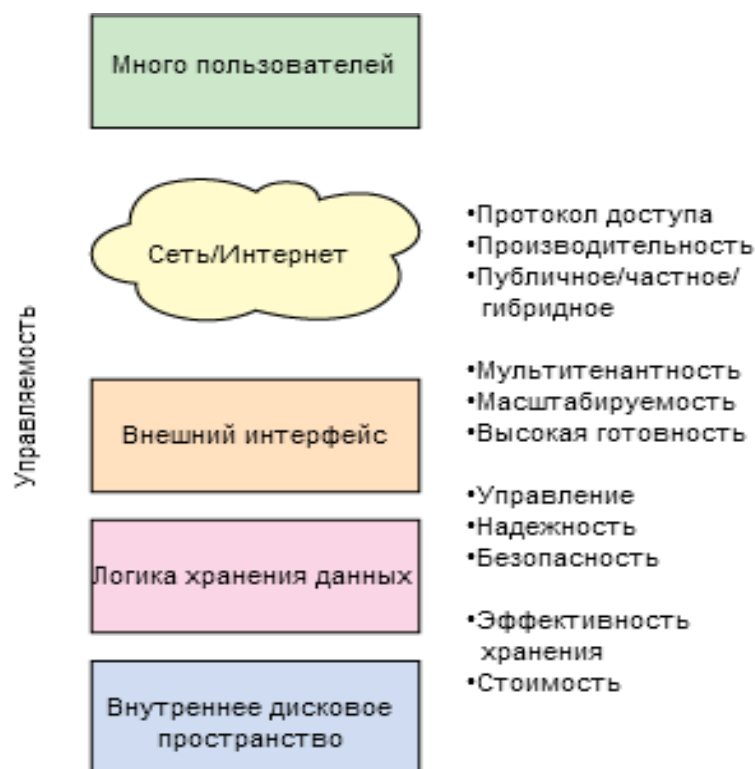 Много пользователей
Сеть/Интернет
Управляемость
Внешний интерфейс
Логика хранения данных
Внутреннее дисковое
пространство
•Протокол доступа
•Производительность
•Публичное/частное/
гибридное
•Мультитенантность
•Масштабируемость
•Высокая готовность
•Управление
•Надежность
•Безопасность
•Эффективность
хранения
•Стоимость